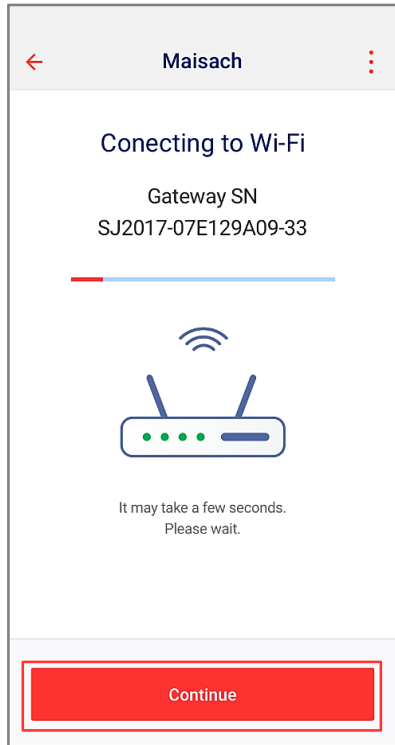 Maisach
Conecting to Wi-Fi
Gateway SN
SJ2017-07E129A09-33
It may take a few seconds.
Please wait.
Continue